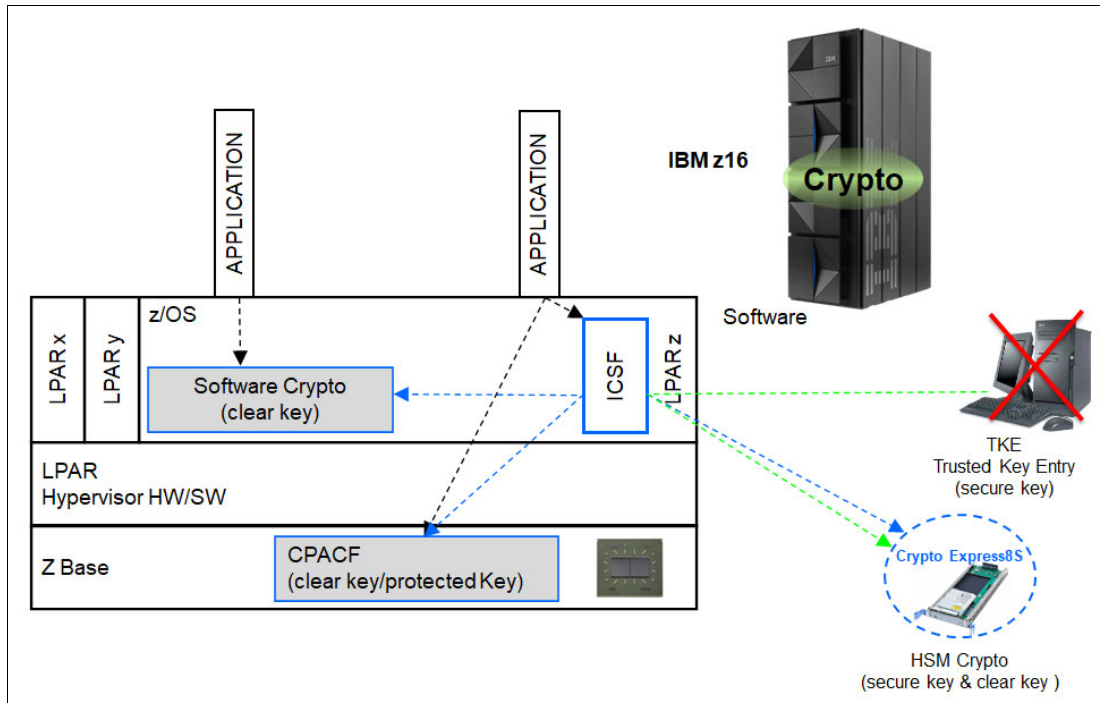 APPLICATION
APPLICATION
IBM z16
IBM
Crypto
Software
LPAR x
LPAR y
z/OS
Software Crypto
(clear key)
ICSF
LPAR z
TKE
Trusted Key Entry
(secure key)
LPAR
Hypervisor HW/SW
Z Base
CPACF
(clear key/protected Key)
Crypto Express8S
HSM Crypto
(secure key & clear key )